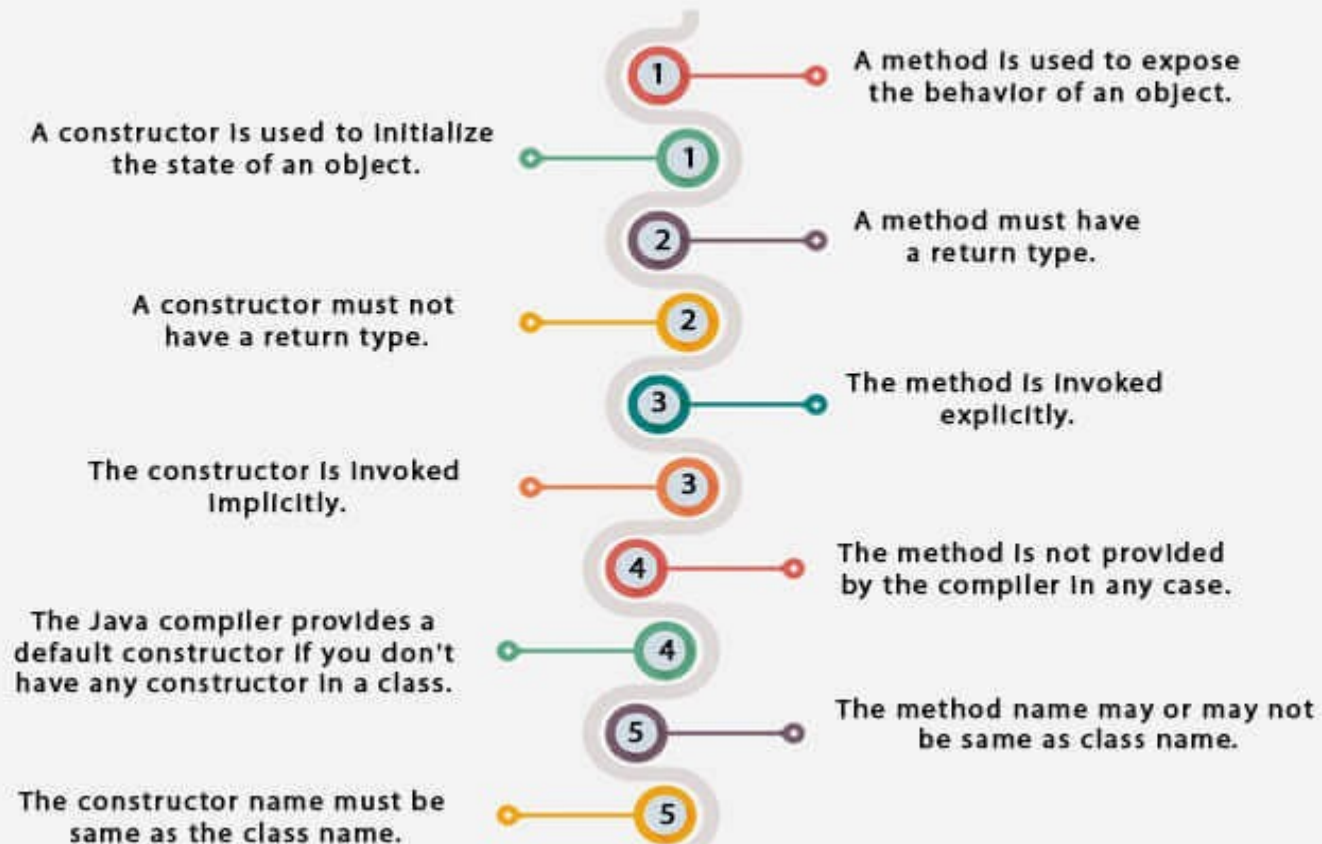 1
A method is used to expose
the behavior of an object.
A constructor is used to initialize
the state of an object.
1
2
A method must have
a return type.
A constructor must not
have a return type.
2
3
The method is invoked
explicitly.
The constructor is invoked
implicitly.
3
4
The method is not provided
by the compiler in any case.
The Java compiler provides a
default constructor if you don't
have any constructor in a class.
4
5
The method name may or may not
be same as class name.
The constructor name must be
same as the class name.
5